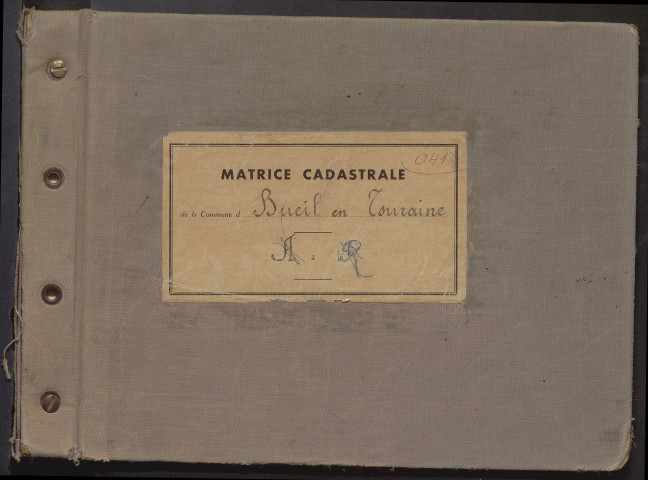 041
MATRICE CADASTRALE
de la Commune d Bueil en Touraine
A. R